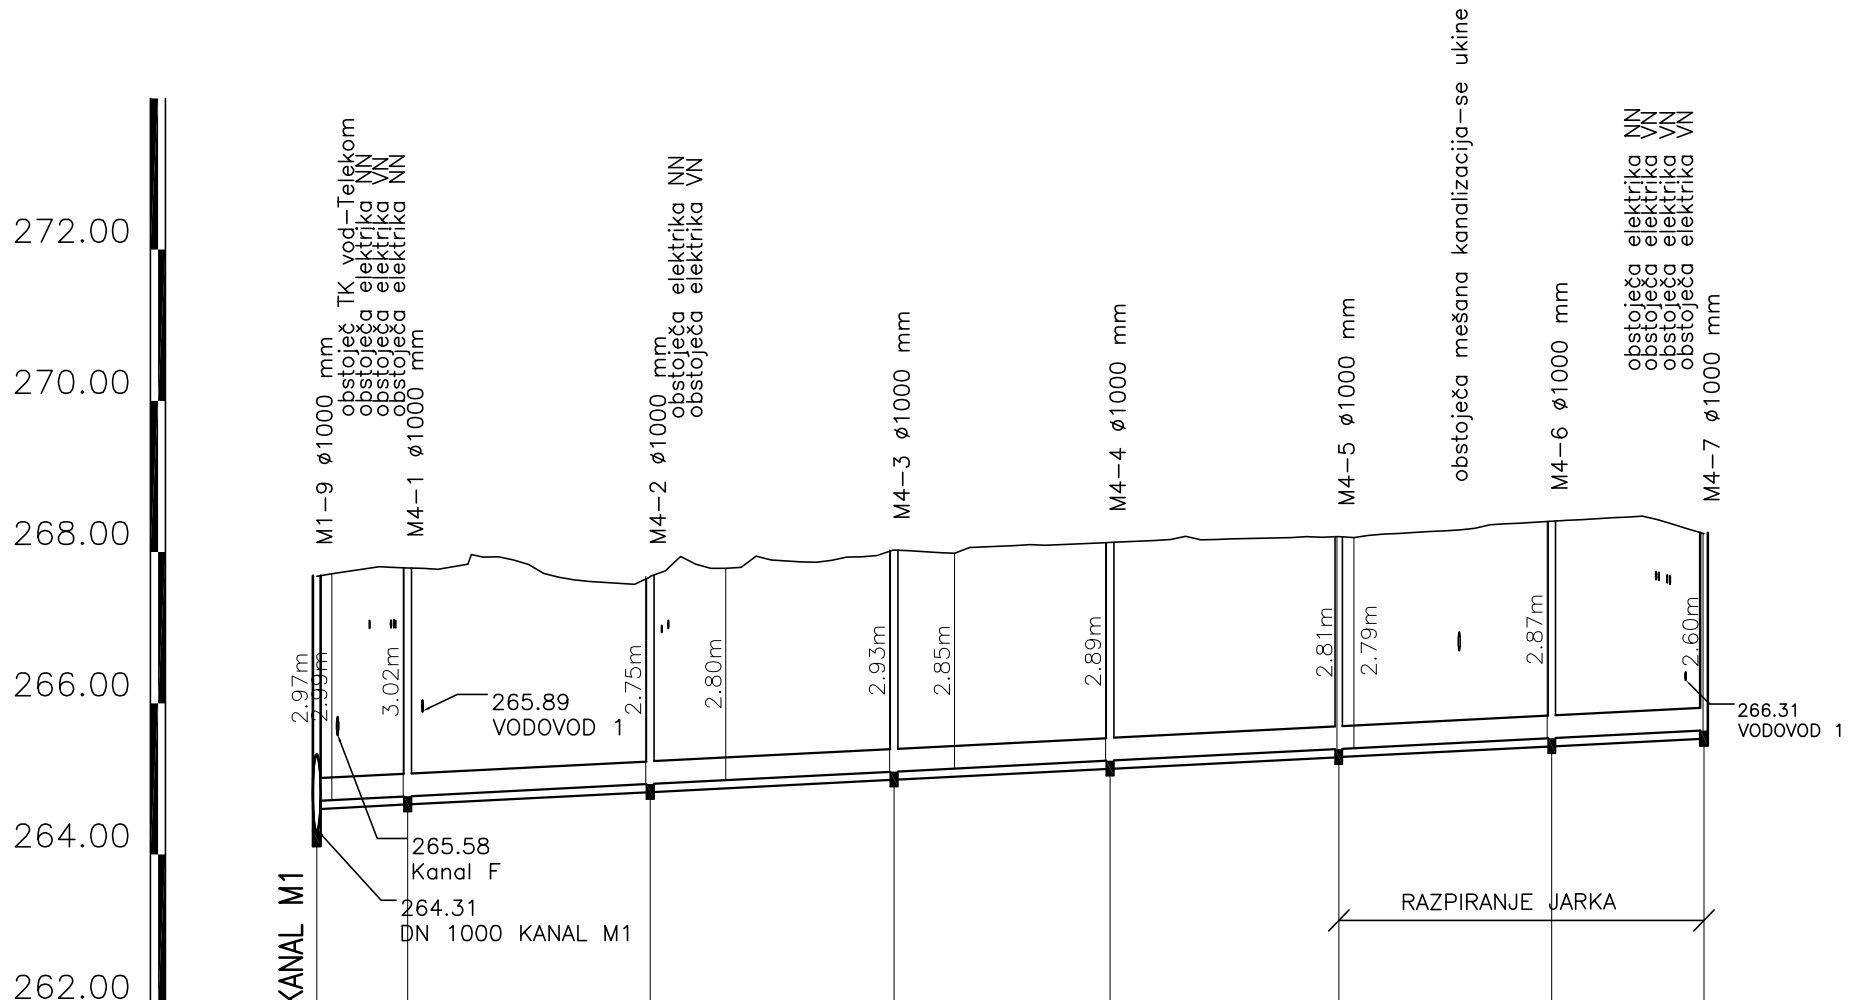 272.00
270.00
268.00
266.00
264.00
262.00
M1-9 ø1000 mm
obstoječ TK vod-Telekom
obstoječa elektrika NN
obstoječa elektrika VN
obstoječa elektrika NN
M4-1 ø1000 mm
M4-2 ø1000 mm
obstoječa elektrika NN
obstoječa elektrika VN
M4-3 ø1000 mm
M4-4 ø1000 mm
M4-5 ø1000 mm
obstoječa mešana kanalizacija-se ukine
M4-6 ø1000 mm
obstoječa elektrika NN
obstoječa elektrika VN
obstoječa elektrika VN
obstoječa elektrika VN
M4-7 ø1000 mm
2.97m
2.99m
3.02m
2.75m
2.80m
2.93m
2.85m
2.89m
2.81m
2.79m
2.87m
2.60m
265.89
VODOVOD 1
266.31
VODOVOD 1
265.58
Kanal F
264.31
DN 1000 KANAL M1
KANAL M1
RAZPIRANJE JARKA